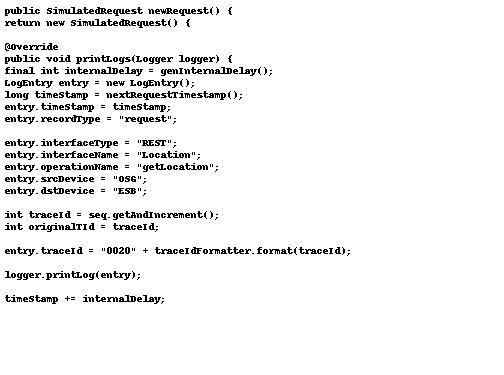 public SimulatedRequest newRequest() {
return new SimulatedRequest() {
@Override
public void printLogs(Logger logger) {
final int internalDelay = genInternalDelay();
LogEntry entry = new LogEntry();
long timeStamp = nextRequestTimestamp();
entry.timeStamp = timeStamp;
entry.recordType = "request";
entry.interfaceType = "REST";
entry.interfaceName = "Location";
entry.operationName = "getLocation";
entry.srcDevice = "OSG";
entry.dstDevice = "ESB";
int traceId = seq.getAndIncrement();
int originalTId = traceId;
entry.traceId = "0020" + traceIdFormatter.format(traceId);
logger.printLog(entry);
timeStamp += internalDelay;